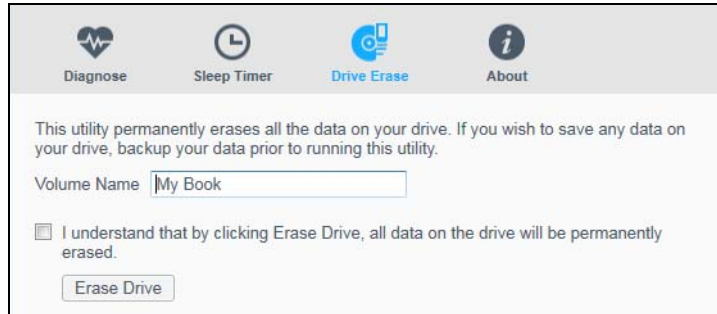 Diagnose Sleep Timer Drive Erase About
This utility permanently erases all the data on your drive. If you wish to save any data on
your drive, backup your data prior to running this utility.
Volume Name My Book
I understand that by clicking Erase Drive, all data on the drive will be permanently
erased.
Erase Drive